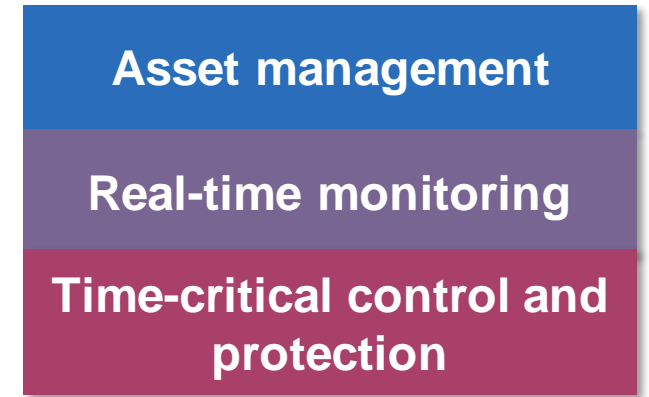 Asset management
Real-time monitoring
Time-critical control and
protection